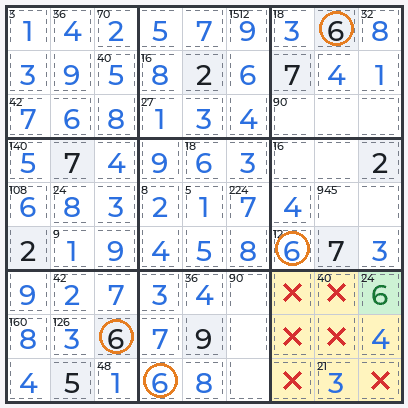 3 36 70 1512 18 32
1 4 2 5 7 9 3 6 8
40 16
3 9 5 8 2 6 7 4 1
42 27 90
7 6 8 1 3 4
140 18 16
5 7 4 9 6 3 2
108 24 8 5 224 945
6 8 3 2 1 7 4
9 12
2 1 9 4 5 8 6 7 3
42 36 90 40 24
9 2 7 3 4 × × 6
160 126
8 3 6 7 9 × × 4
48 21
4 5 1 6 8 × 3 ×